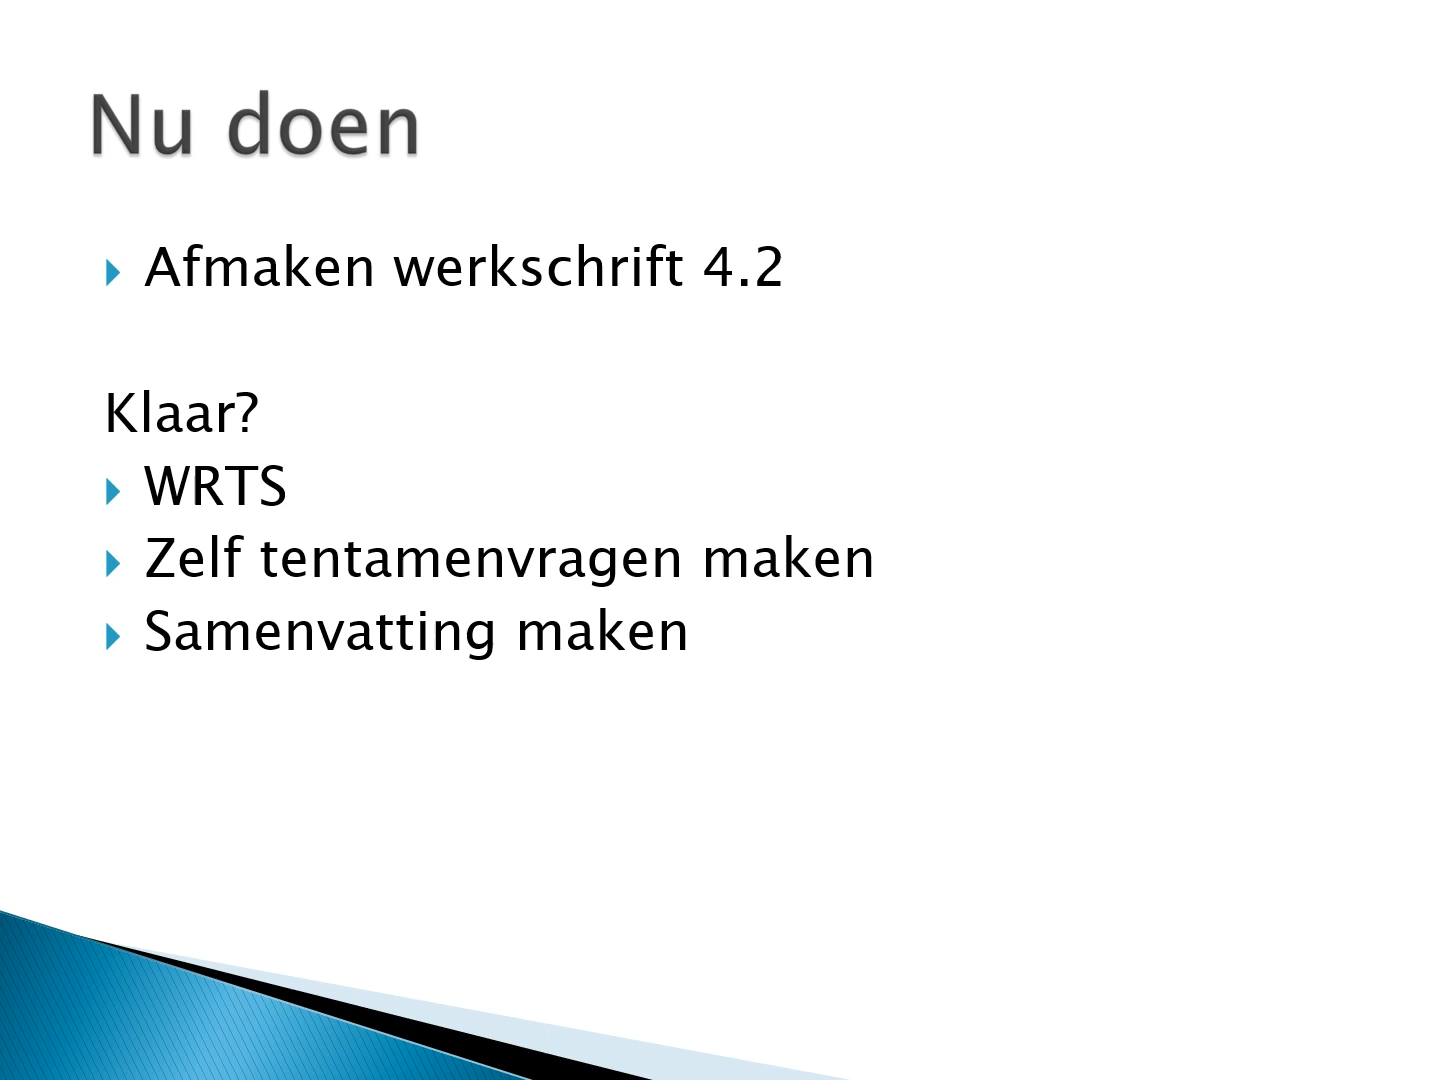 Nu doen
Afmaken werkschrift 4.2
Klaar?
WRTS
Zelf tentamenvragen maken
Samenvatting maken